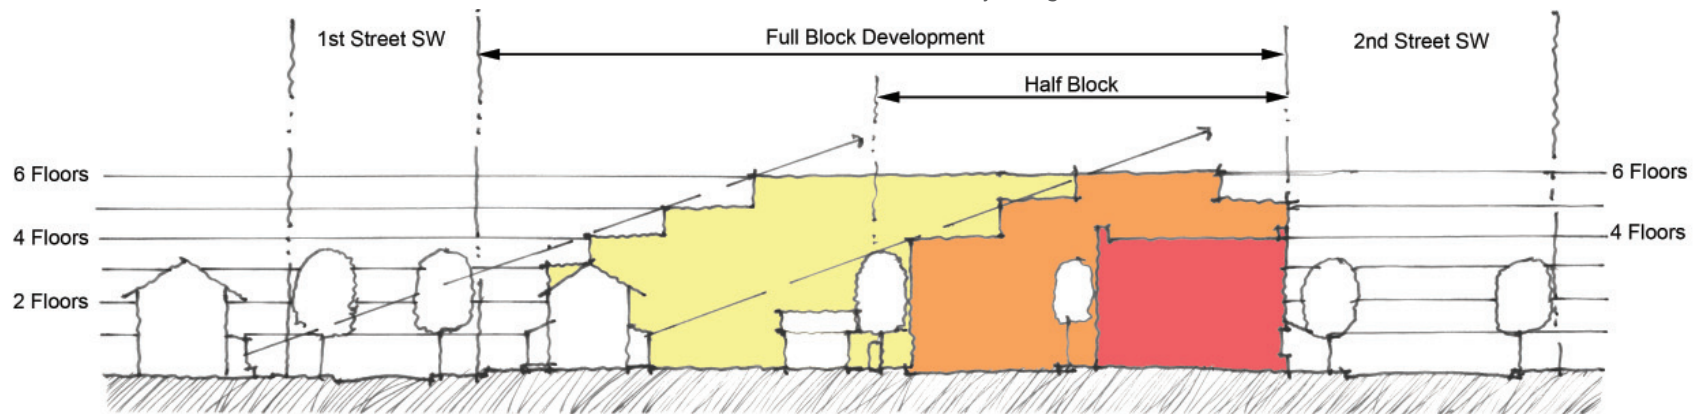 1st Street SW
Full Block Development
2nd Street SW
Half Block
6 Floors
6 Floors
4 Floors
4 Floors
2 Floors